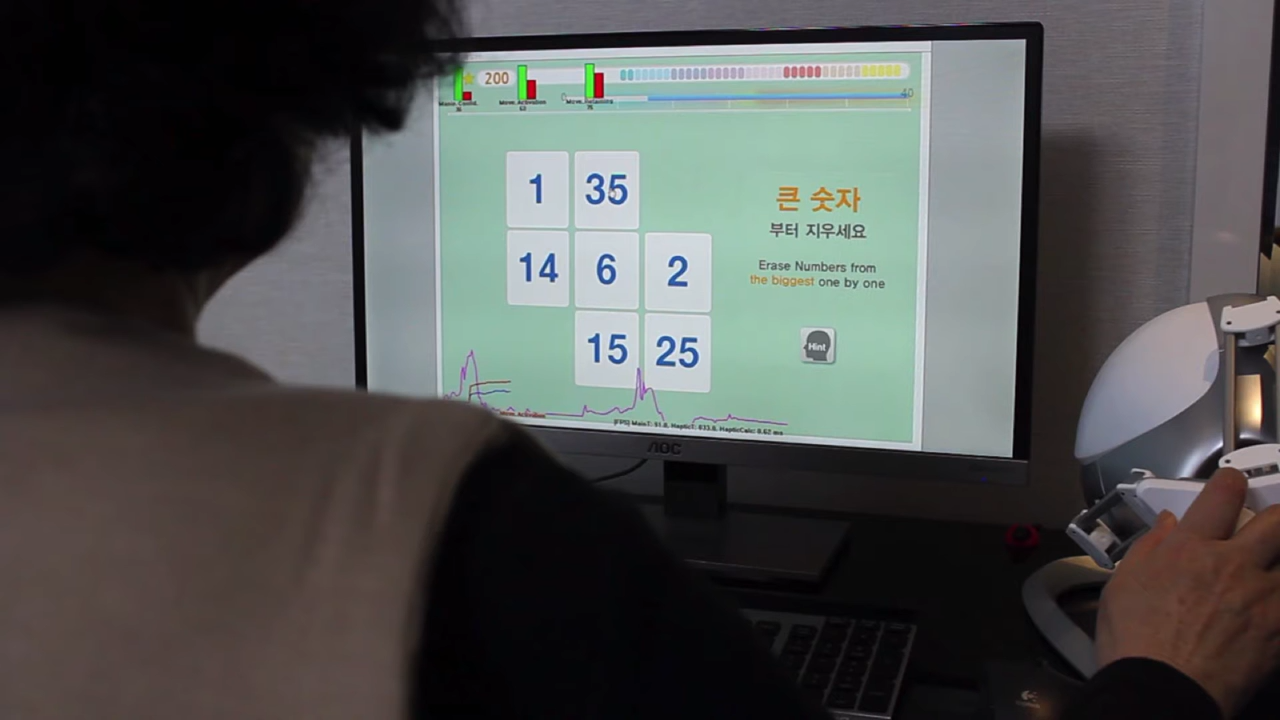 200
Move_Activation
40
1 35
14 6 2
15 25
큰 숫자
부터 지우세요
Erase Numbers from
the biggest one by one
Hint
AOC